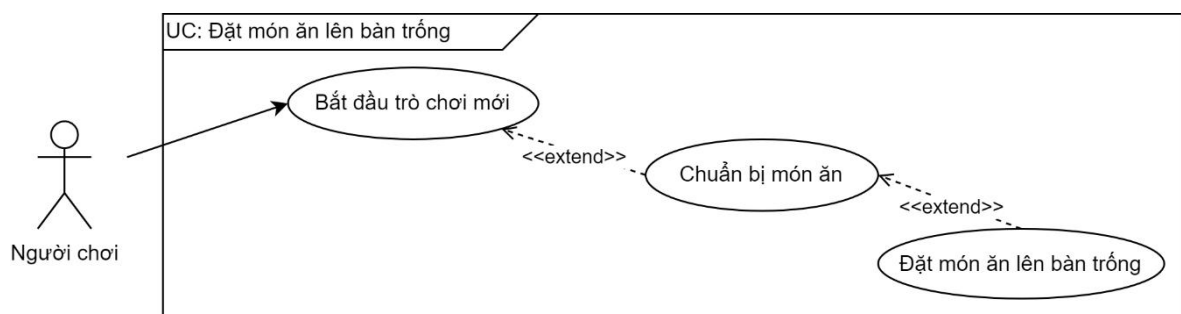 UC: Đặt món ăn lên bàn trống
Bắt đầu trò chơi mới
<<extend>>
Chuẩn bị món ăn
<<extend>>
Người chơi
Đặt món ăn lên bàn trống